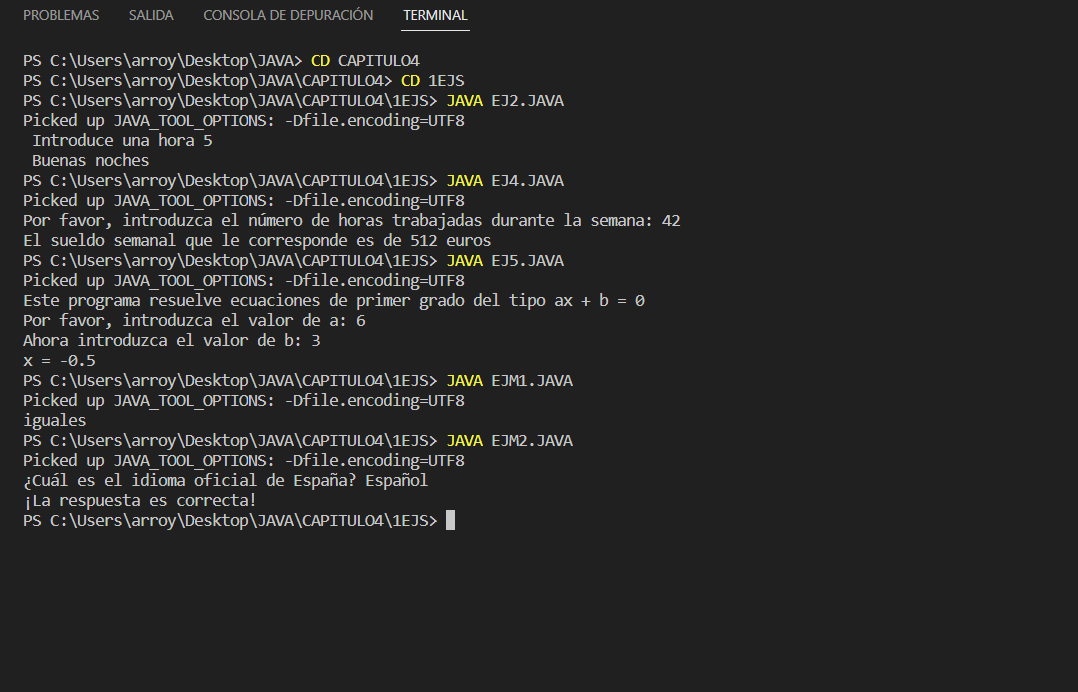 PROBLEMAS SALIDA CONSOLA DE DEPURACIÓN TERMINAL
PS C:\Users\arroy\Desktop\JAVA> CD CAPITULO4
PS C:\Users\arroy\Desktop\JAVA\CAPITULO4> CD 1EJS
PS C:\Users\arroy\Desktop\JAVA\CAPITULO4\1EJS> JAVA EJ2.JAVA
Picked up JAVA_TOOL_OPTIONS: -Dfile.encoding=UTF8
Introduce una hora 5
Buenas noches
PS C:\Users\arroy\Desktop\JAVA\CAPITULO4\1EJS> JAVA EJ4.JAVA
Picked up JAVA_TOOL_OPTIONS: -Dfile.encoding=UTF8
Por favor, introduzca el número de horas trabajadas durante la semana: 42
El sueldo semanal que le corresponde es de 512 euros
PS C:\Users\arroy\Desktop\JAVA\CAPITULO4\1EJS> JAVA EJ5.JAVA
Picked up JAVA_TOOL_OPTIONS: -Dfile.encoding=UTF8
Este programa resuelve ecuaciones de primer grado del tipo ax + b = 0
Por favor, introduzca el valor de a: 6
Ahora introduzca el valor de b: 3
x = -0.5
PS C:\Users\arroy\Desktop\JAVA\CAPITULO4\1EJS> JAVA EJM1.JAVA
Picked up JAVA_TOOL_OPTIONS: -Dfile.encoding=UTF8
iguales
PS C:\Users\arroy\Desktop\JAVA\CAPITULO4\1EJS> JAVA EJM2.JAVA
Picked up JAVA_TOOL_OPTIONS: -Dfile.encoding=UTF8
¿Cuál es el idioma oficial de España? Español
¡La respuesta es correcta!
PS C:\Users\arroy\Desktop\JAVA\CAPITULO4\1EJS>